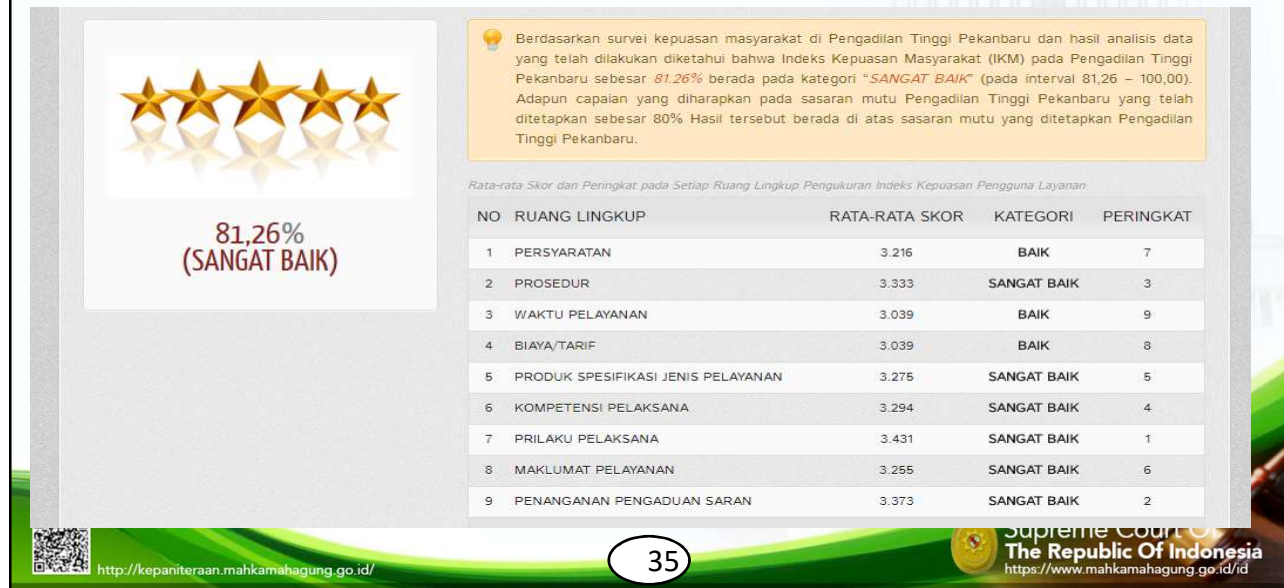 81,26%
(SANGAT BAIK)
Berdasarkan survei kepuasan masyarakat di Pengadilan Tinggi Pekanbaru dan hasil analisis data
yang telah dilakukan diketahui bahwa Indeks Kepuasan Masyarakat (IKM) pada Pengadilan Tinggi
Pekanbaru sebesar 81.26% berada pada kategori "SANGAT BAIK" (pada interval 81,26 – 100,00).
Adapun capaian yang diharapkan pada sasaran mutu Pengadilan Tinggi Pekanbaru yang telah
ditetapkan sebesar 80% Hasil tersebut berada di atas sasaran mutu yang ditetapkan Pengadilan
Tinggi Pekanbaru.
Rata-rata Skor dan Peringkat pada Setiap Ruang Lingkup Pengukuran Indeks Kepuasan Pengguna Layanan
NO RUANG LINGKUP RATA-RATA SKOR KATEGORI PERINGKAT
1 PERSYARATAN 3.216 BAIK 7
2 PROSEDUR 3.333 SANGAT BAIK 3
3 WAKTU PELAYANAN 3.039 BAIK 9
4 BIAYA/TARIF 3.039 BAIK 8
5 PRODUK SPESIFIKASI JENIS PELAYANAN 3.275 SANGAT BAIK 5
6 KOMPETENSI PELAKSANA 3.294 SANGAT BAIK 4
7 PRILAKU PELAKSANA 3.431 SANGAT BAIK 1
8 MAKLUMAT PELAYANAN 3.255 SANGAT BAIK 6
9 PENANGANAN PENGADUAN SARAN 3.373 SANGAT BAIK 2
http://kepaniteraan.mahkamahagung.go.id/
35
Supreme Court Of
The Republic Of Indonesia
https://www.mahkamahagung.go.id/id